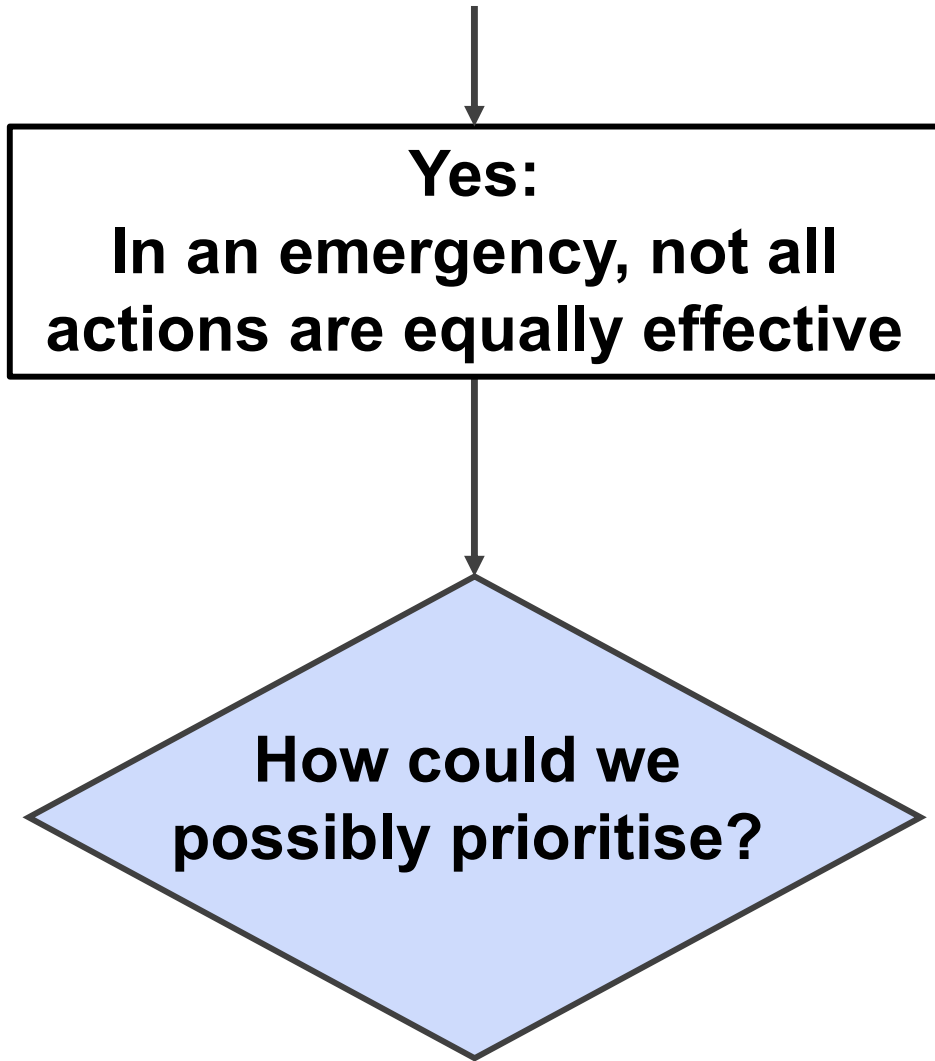 Yes:
In an emergency, not all
actions are equally effective
How could we
possibly prioritise?